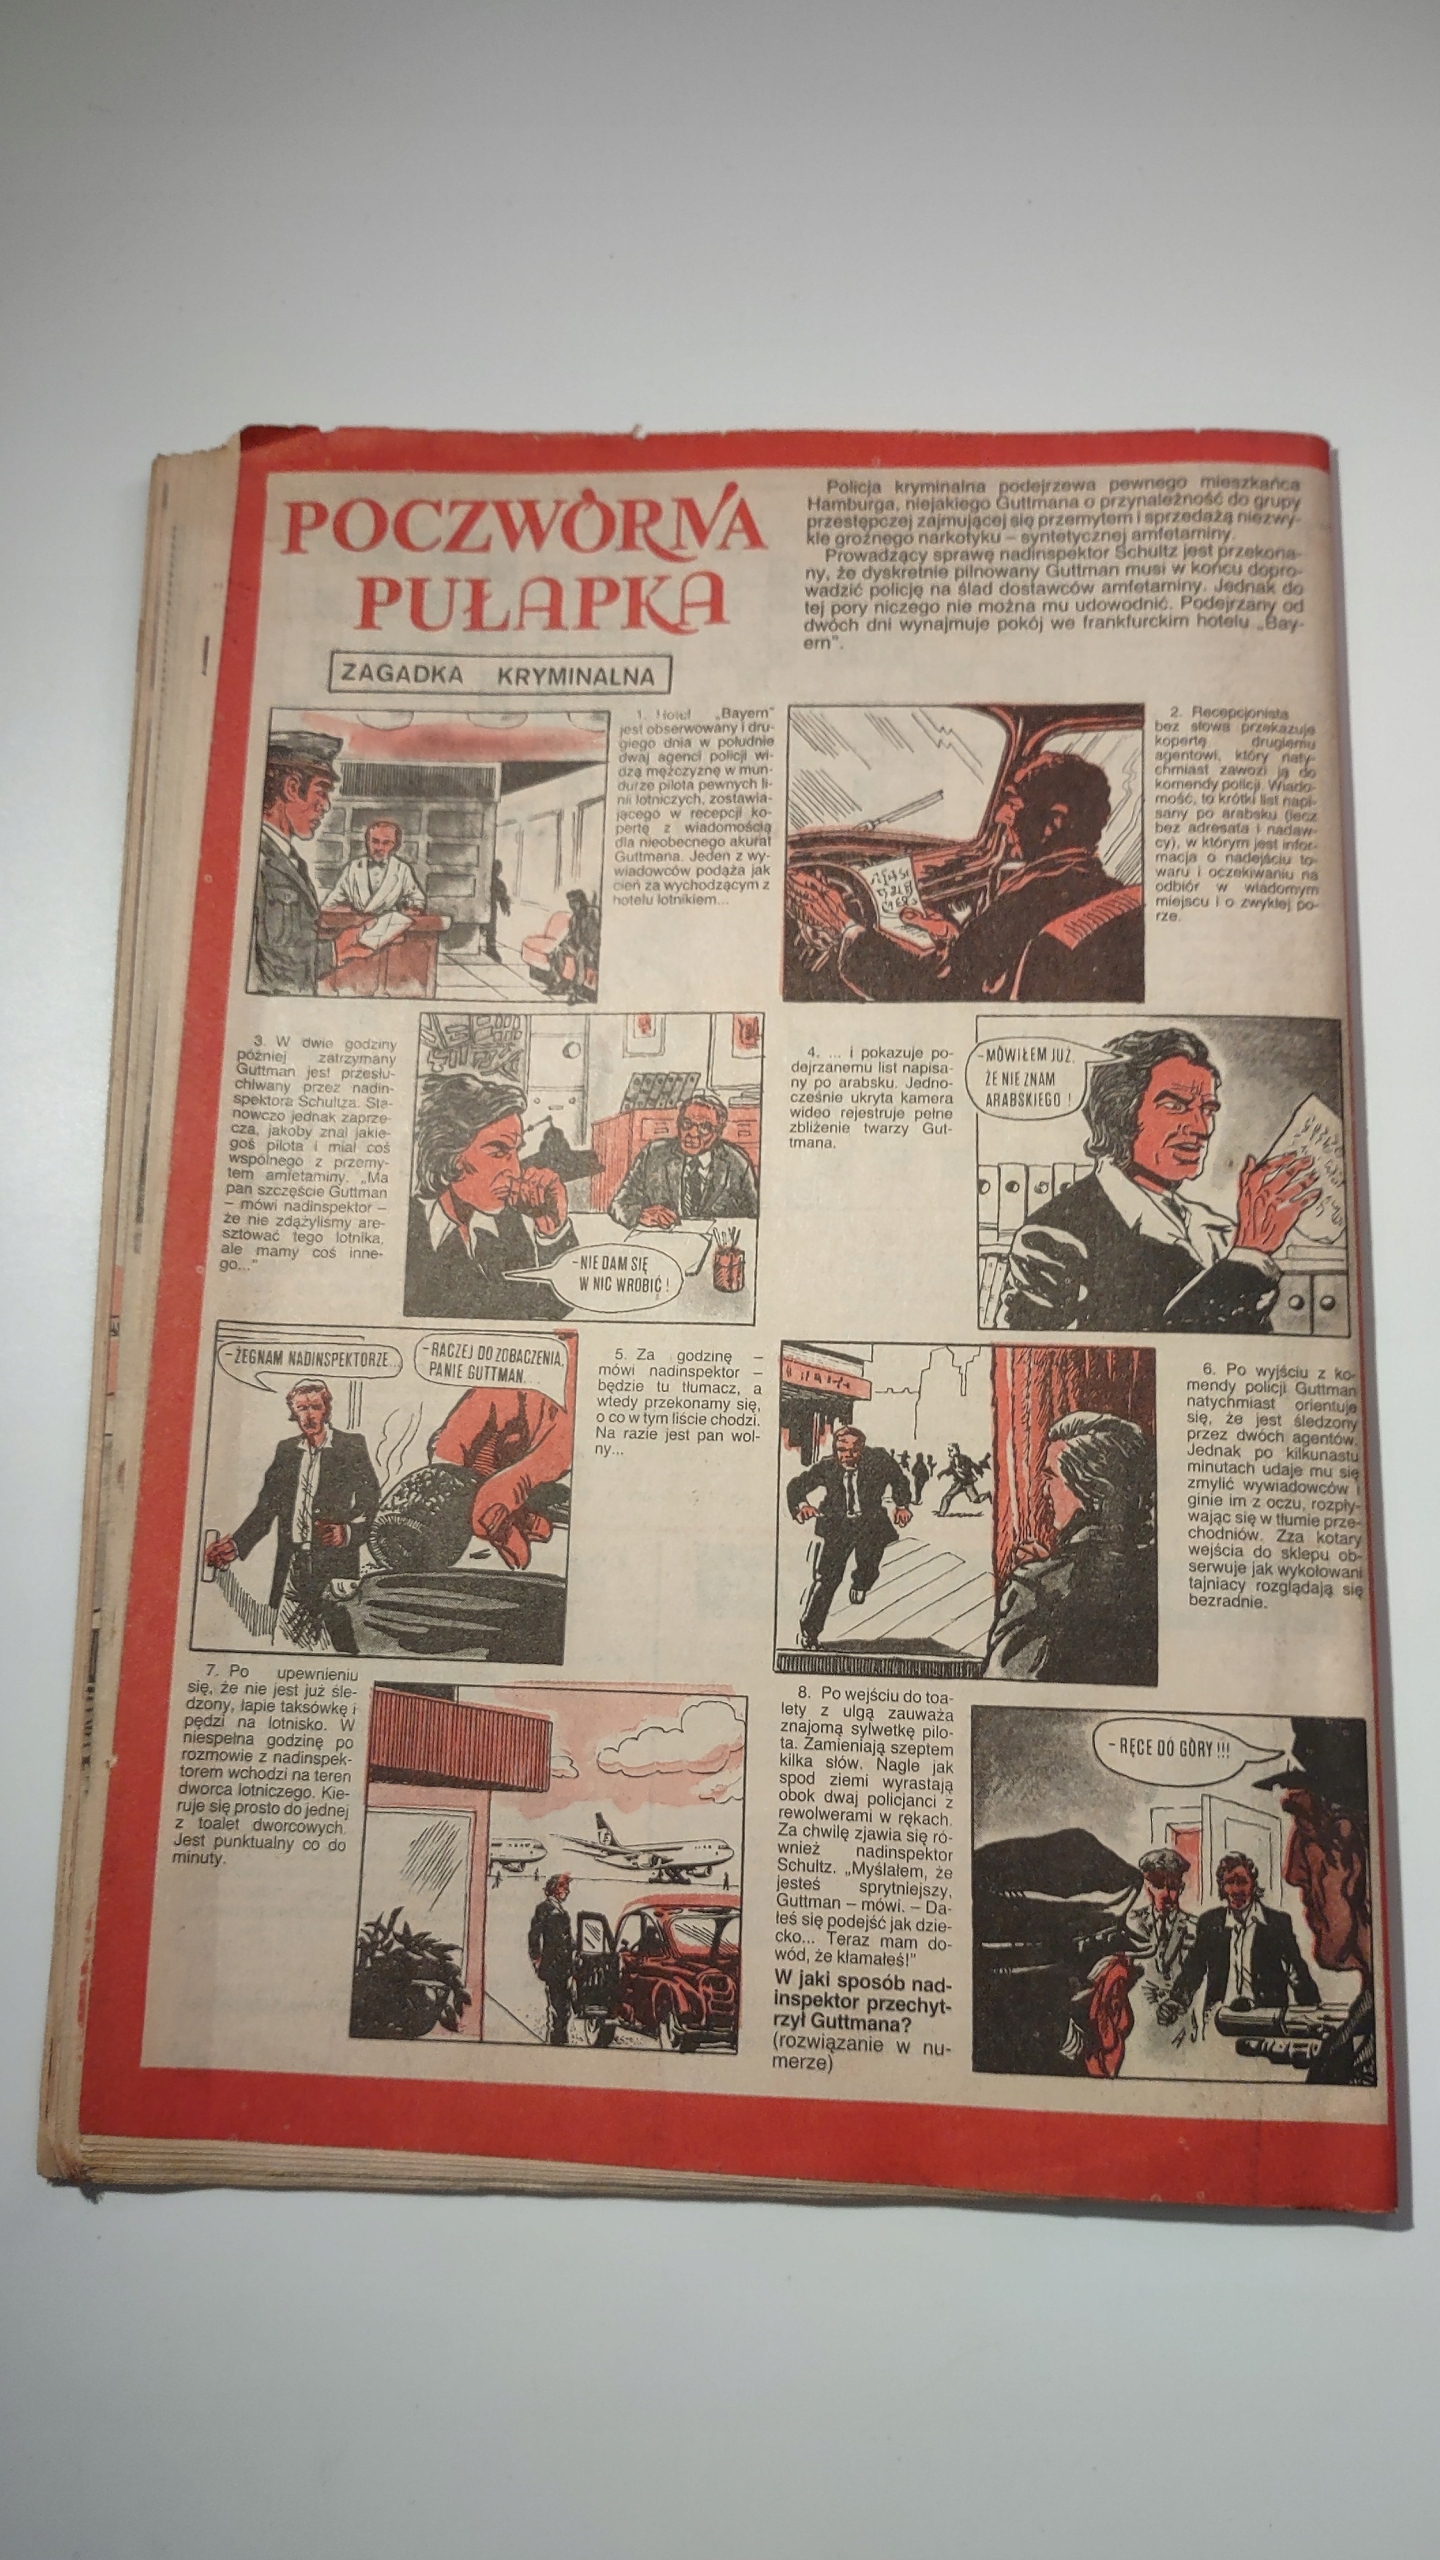 POCZWÓRNA
PUŁAPKA
ZAGADKA KRYMINALNA
Policja kryminalna podejrzewa pewnego mieszkańca
Hamburga, niejakiego Guttmana o przynależność do grupy
przestępczej zajmującej się przemytem i sprzedażą niezwy-
kle groźnego narkotyku – syntetycznej amfetaminy.
Prowadzący sprawę nadinspektor Schultz jest przekona-
ny, że dyskretnie pilnowany Guttman musi w końcu dopro-
wadzić policję na ślad dostawców amfetaminy. Jednak do
tej pory niczego nie można mu udowodnić. Podejrzany od
dwóch dni wynajmuje pokój we frankfurckim hotelu „Bay-
ern".
1. Hotel „Bayern"
jest obserwowany i dru-
giego dnia w południe
dwaj agenci policji wi-
dzą mężczyznę w mun-
durze pilota pewnych li-
nii lotniczych, zostawia-
jącego w recepcji ko-
pertę z wiadomością
dla nieobecnego akurat
Guttmana. Jeden z wy-
wiadowców podąża jak
cień za wychodzącym z
hotelu lotnikiem...
2. Recepcjonista
bez słowa przekazuje
kopertę drugiemu
agentowi, który naty-
chmiast zawozi ją do
komendy policji. Wiado-
mość, to krótki list napi-
sany po arabsku (lecz
bez adresata i nadaw-
cy), w którym jest infor-
macja o nadejściu to-
waru i oczekiwaniu na
odbiór w wiadomym
miejscu i o zwykłej po-
rze.
3. W dwie godziny
później zatrzymany
Guttman jest przesłu-
chiwany przez nadin-
spektora Schultza. Sta-
nowczo jednak zaprze-
cza, jakoby znał jakie-
goś pilota i miał coś
wspólnego z przemy-
tem amfetaminy. „Ma
pan szczęście Guttman
– mówi nadinspektor –
że nie zdążyliśmy are-
sztować tego lotnika,
ale mamy coś inne-
go..."
-NIE DAM SIĘ
W NIC WROBIĆ!
4. ... i pokazuje po-
dejrzanemu list napisa-
ny po arabsku. Jedno-
cześnie ukryta kamera
wideo rejestruje pełne
zbliżenie twarzy Gut-
tmana.
-MÓWIŁEM JUŻ,
ŻE NIE ZNAM
ARABSKIEGO!
-ŻEGNAM NADINSPEKTORZE...
-RACZEJ DO ZOBACZENIA,
PANIE GUTTMAN...
5. Za godzinę –
mówi nadinspektor –
będzie tu tłumacz, a
wtedy przekonamy się,
o co w tym liście chodzi.
Na razie jest pan wol-
ny...
6. Po wyjściu z ko-
mendy policji Guttman
natychmiast orientuje
się, że jest śledzony
przez dwóch agentów.
Jednak po kilkunastu
minutach udaje mu się
zmylić wywiadowców i
ginie im z oczu, rozpły-
wając się w tłumie prze-
chodniów. Zza kotary
wejścia do sklepu ob-
serwuje jak wykołowani
tajniacy rozglądają się
bezradnie.
7. Po upewnieniu
się, że nie jest już śle-
dzony, łapie taksówkę i
pędzi na lotnisko. W
niespełna godzinę po
rozmowie z nadinspek-
torem wchodzi na teren
dworca lotniczego. Kie-
ruje się prosto do jednej
z toalet dworcowych.
Jest punktualny co do
minuty.
8. Po wejściu do toa-
lety z ulgą zauważa
znajomą sylwetkę pilo-
ta. Zamieniają szeptem
kilka słów. Nagle jak
spod ziemi wyrastają
obok dwaj policjanci z
rewolwerami w rękach.
Za chwilę zjawia się ró-
wnież nadinspektor
Schultz. „Myślałem, że
jesteś sprytniejszy,
Guttman – mówi. – Da-
łeś się podejść jak dzie-
cko... Teraz mam do-
wód, że kłamałeś!"
W jaki sposób nad-
inspektor przechyt-
rzył Guttmana?
(rozwiązanie w nu-
merze)
- RĘCE DO GÓRY!!!